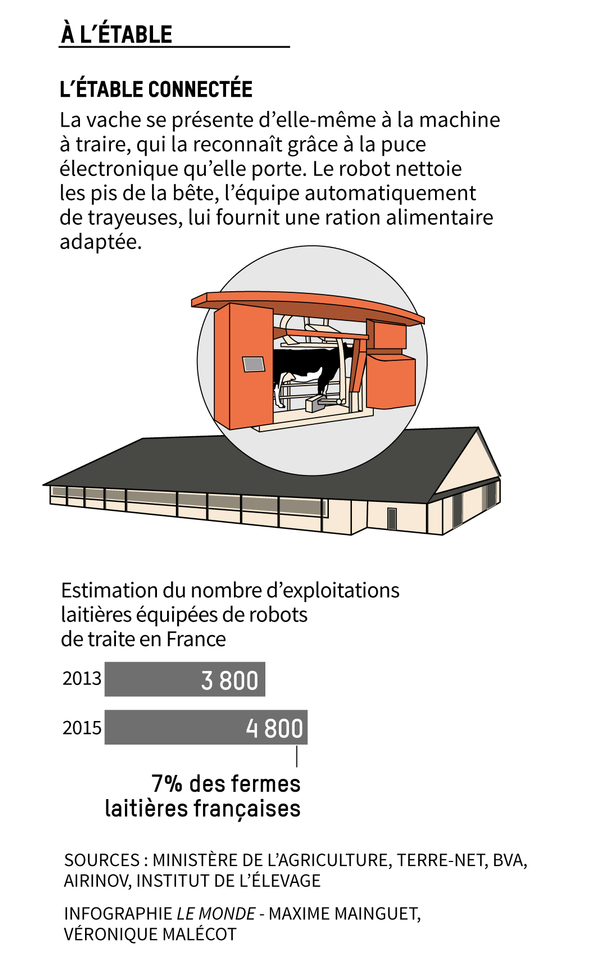 À L'ÉTABLE
L'ÉTABLE CONNECTÉE
La vache se présente d'elle-même à la machine
à traire, qui la reconnaît grâce à la puce
électronique qu'elle porte. Le robot nettoie
les pis de la bête, l'équipe automatiquement
de trayeuses, lui fournit une ration alimentaire
adaptée.
Estimation du nombre d'exploitations
laitières équipées de robots
de traite en France
2013 3 800
2015 4 800
7% des fermes
laitières françaises
SOURCES : MINISTÈRE DE L'AGRICULTURE, TERRE-NET, BVA,
AIRINOV, INSTITUT DE L'ÉLEVAGE
INFOGRAPHIE LE MONDE - MAXIME MAINGUET,
VÉRONIQUE MALÉCOT